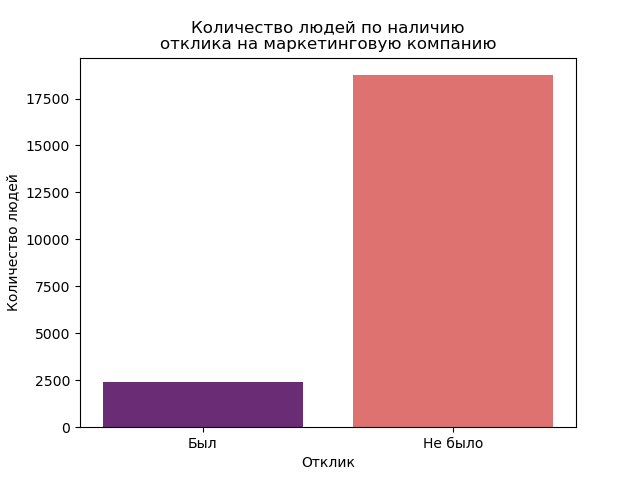 Количество людей по наличию
отклика на маркетинговую компанию
Количество людей
17500
15000
12500
10000
7500
5000
2500
0
Был
Не было
Отклик